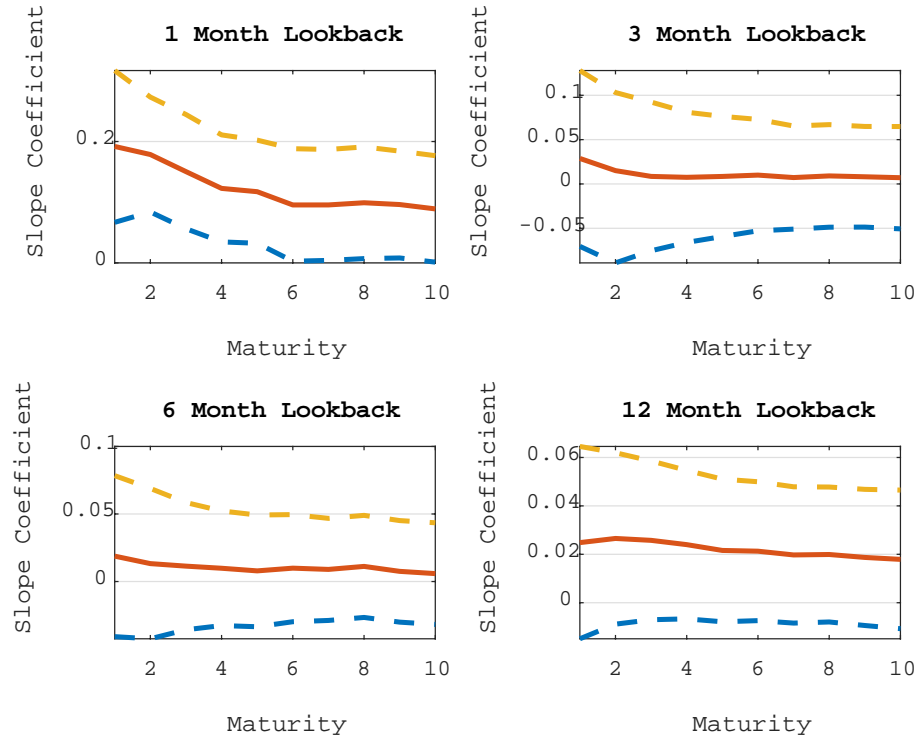 1 Month Lookback
Slope Coefficient
0.2
0
2 4 6 8 10
Maturity
3 Month Lookback
Slope Coefficient
0.1
0.05
0
-0.05
2 4 6 8 10
Maturity
6 Month Lookback
Slope Coefficient
0.1
0.05
0
2 4 6 8 10
Maturity
12 Month Lookback
Slope Coefficient
0.06
0.04
0.02
0
2 4 6 8 10
Maturity